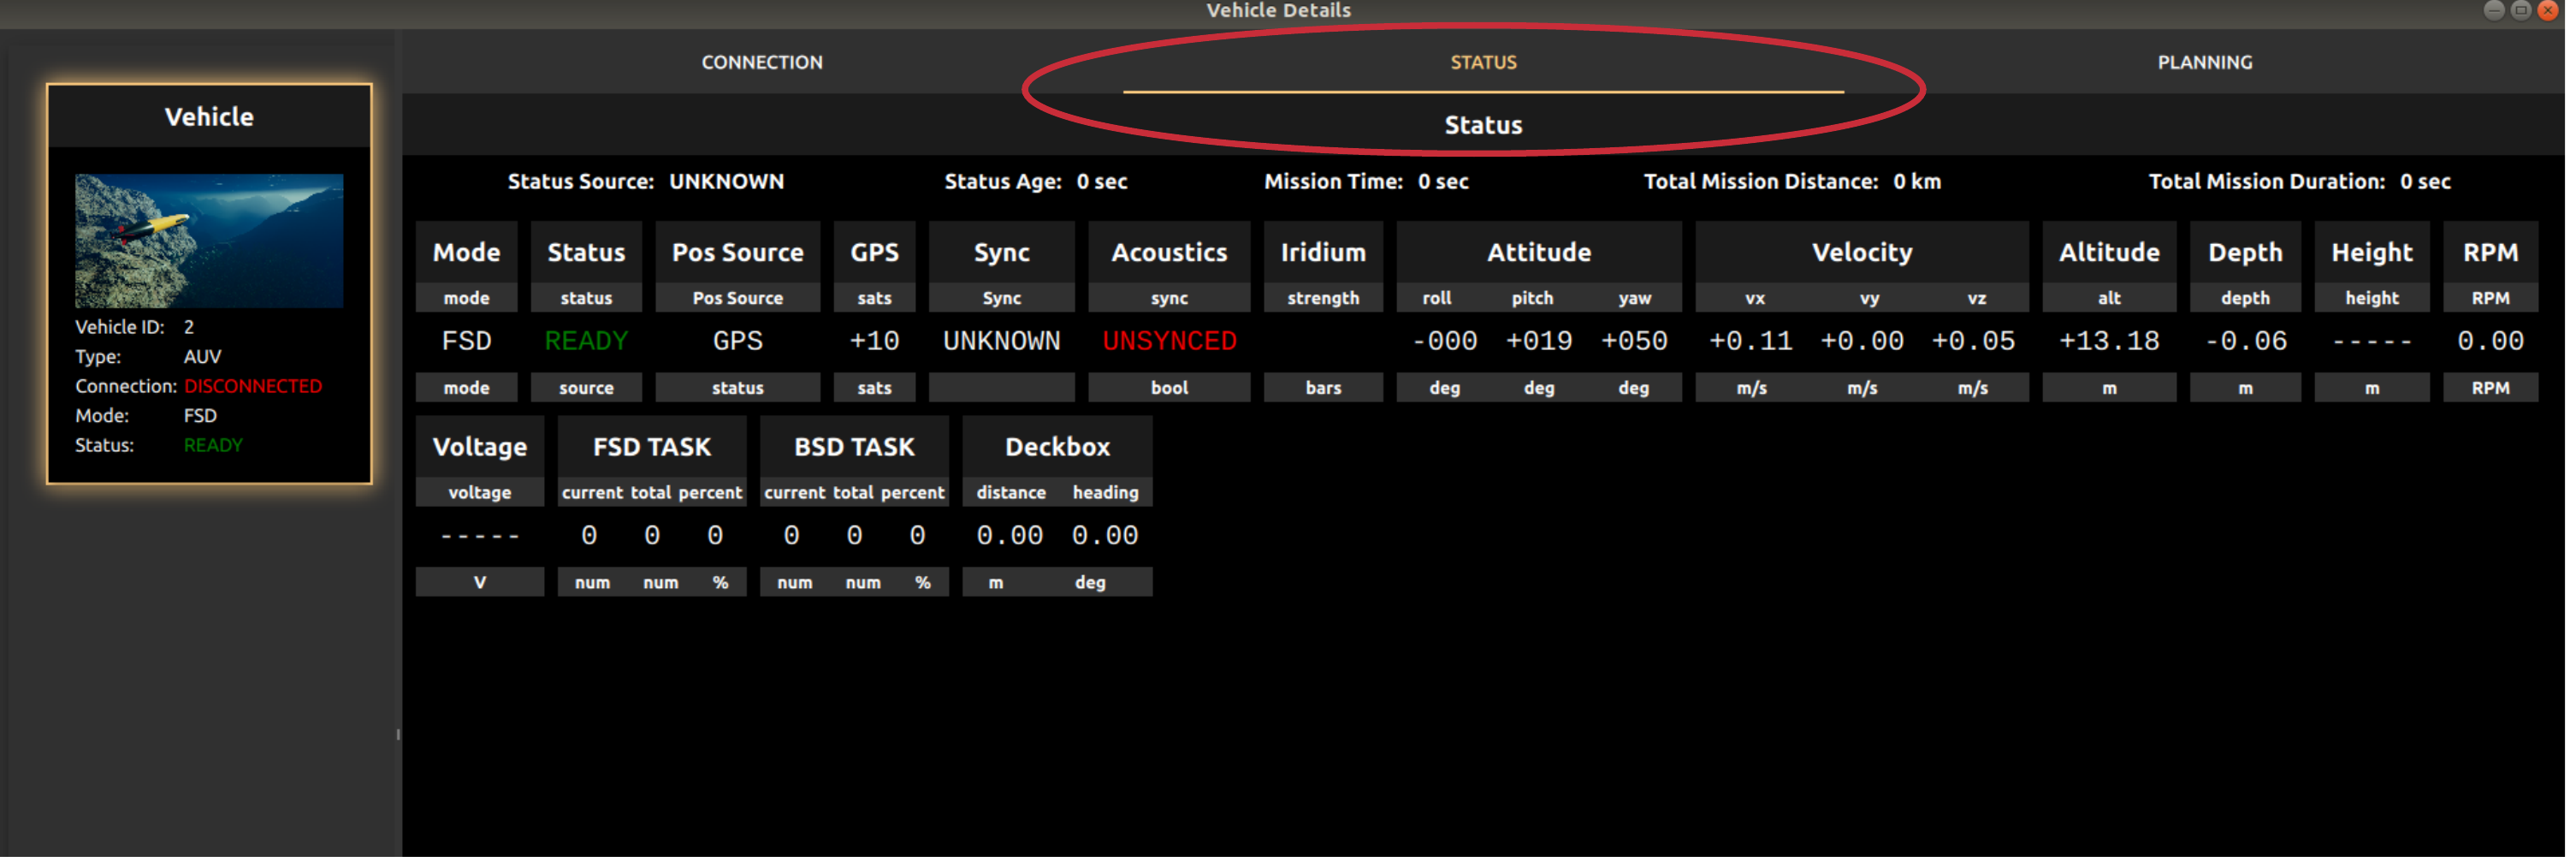 Vehicle Details
CONNECTION STATUS PLANNING
Vehicle
Vehicle ID: 2
Type: AUV
Connection: DISCONNECTED
Mode: FSD
Status: READY
Status
Status Source: UNKNOWN Status Age: 0 sec Mission Time: 0 sec Total Mission Distance: 0 km Total Mission Duration: 0 sec
Mode Status Pos Source GPS Sync Acoustics Iridium Attitude Velocity Altitude Depth Height RPM
mode status Pos Source sats Sync sync strength roll pitch yaw vx vy vz alt depth height RPM
FSD READY GPS +10 UNKNOWN UNSYNCED -000 +019 +050 +0.11 +0.00 +0.05 +13.18 -0.06 ----- 0.00
mode source status sats bool bars deg deg deg m/s m/s m/s m m m RPM
Voltage FSD TASK BSD TASK Deckbox
voltage current total percent current total percent distance heading
----- 0 0 0 0 0 0 0.00 0.00
V num num % num num % m deg